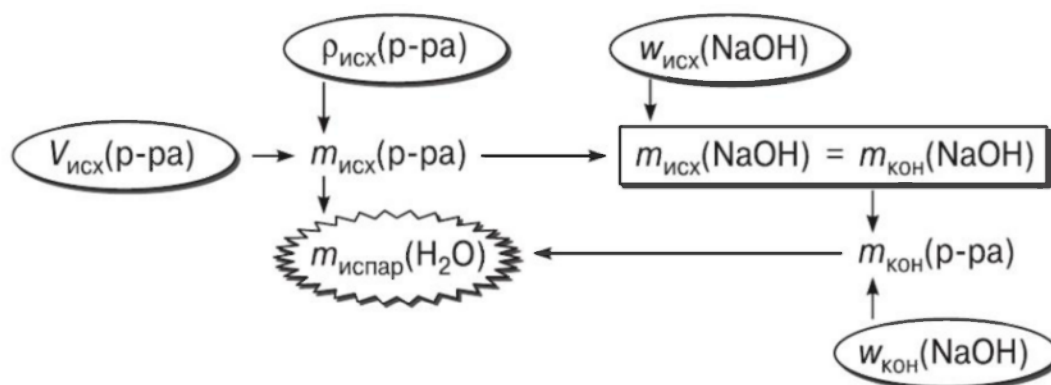 ρисх(р-ра) wисх(NaOH)
Vисх(р-ра) mисх(р-ра) mисх(NaOH) = mкон(NaOH)
mиспар(H₂O) mкон(р-ра)
wкон(NaOH)